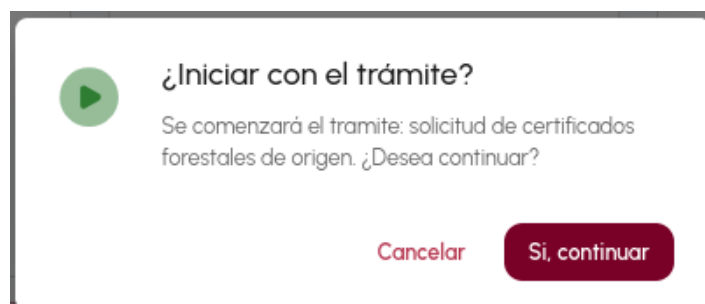 ¿Iniciar con el trámite?
Se comenzará el tramite: solicitud de certificados
forestales de origen. ¿Desea continuar?
Cancelar
Si, continuar